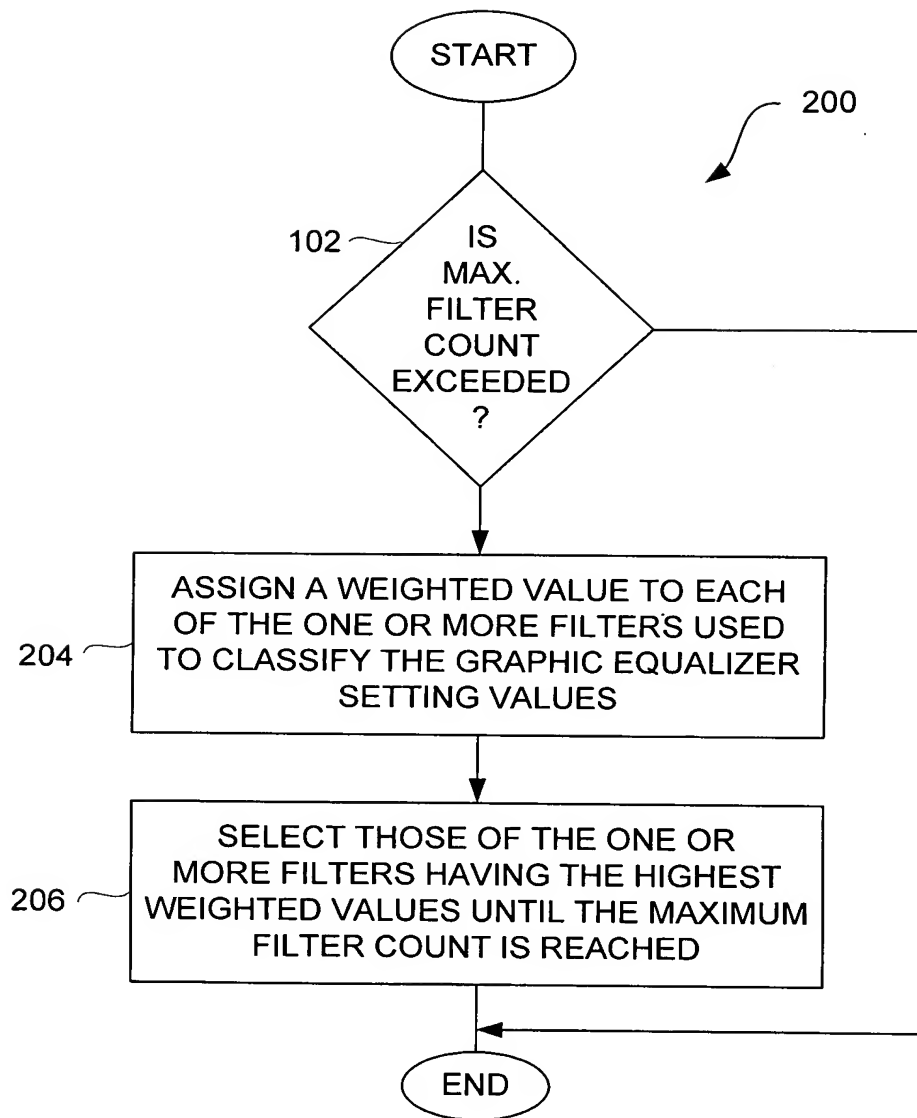 START
200
102
IS
MAX.
FILTER
COUNT
EXCEEDED
?
204
ASSIGN A WEIGHTED VALUE TO EACH
OF THE ONE OR MORE FILTERS USED
TO CLASSIFY THE GRAPHIC EQUALIZER
SETTING VALUES
206
SELECT THOSE OF THE ONE OR
MORE FILTERS HAVING THE HIGHEST
WEIGHTED VALUES UNTIL THE MAXIMUM
FILTER COUNT IS REACHED
END